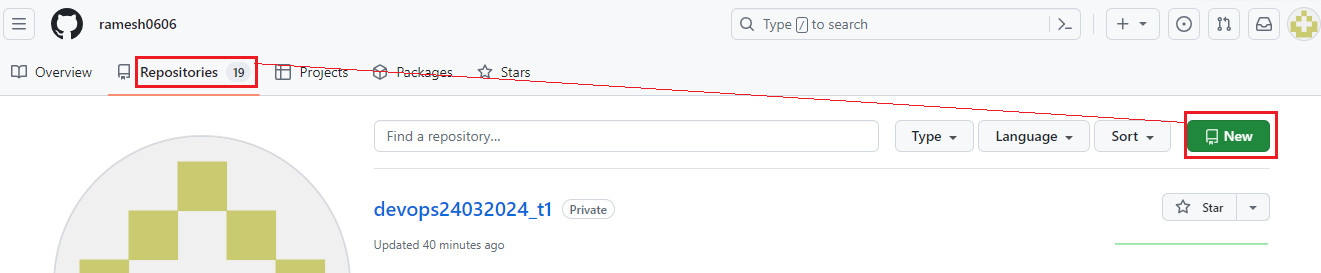 ramesh0606
Type / to search
Overview
Repositories 19
Projects
Packages
Stars
Find a repository...
Type
Language
Sort
New
devops24032024_t1 Private
Star
Updated 40 minutes ago